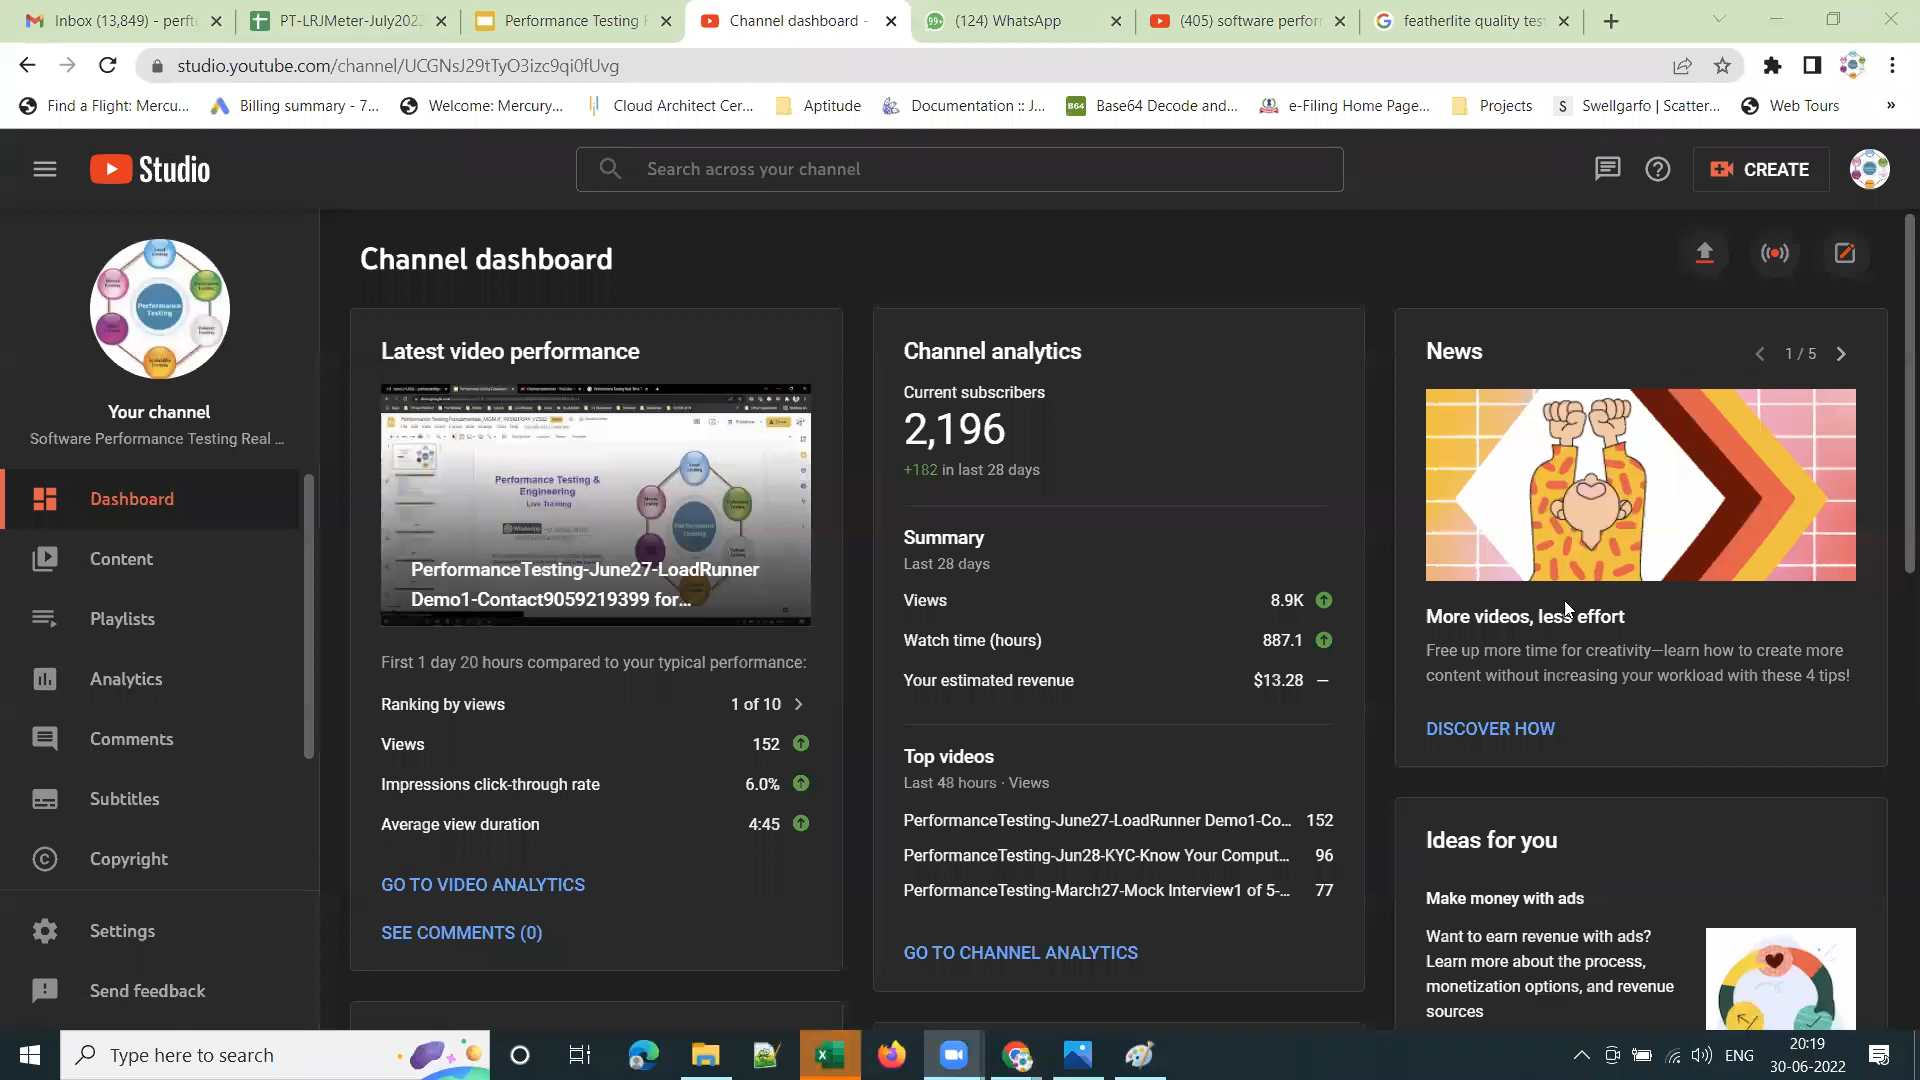 Inbox (13,849) - perfte
PT-LRJMeter-July2022
Performance Testing F
Channel dashboard -
(124) WhatsApp
(405) software perfor
featherlite quality tes
studio.youtube.com/channel/UCGNsJ29tTyO3izc9qi0fUvg
Find a Flight: Mercu...
Billing summary - 7...
Welcome: Mercury...
Cloud Architect Cer...
Aptitude
Documentation :: J...
Base64 Decode and...
e-Filing Home Page...
Projects
Swellgarfo | Scatter...
Web Tours
»
Studio
Search across your channel
CREATE
Performance Testing
Your channel
Software Performance Testing Real ...
Dashboard
Content
Playlists
Analytics
Comments
Subtitles
Copyright
Settings
Send feedback
Channel dashboard
Latest video performance
Performance Testing &
Engineering
Live Training
Performance
Testing
PerformanceTesting-June27-LoadRunner
Demo1-Contact9059219399 for...
First 1 day 20 hours compared to your typical performance:
Ranking by views 1 of 10
Views 152
Impressions click-through rate 6.0%
Average view duration 4:45
GO TO VIDEO ANALYTICS
SEE COMMENTS (0)
Channel analytics
Current subscribers
2,196
+182 in last 28 days
Summary
Last 28 days
Views 8.9K
Watch time (hours) 887.1
Your estimated revenue $13.28 —
Top videos
Last 48 hours · Views
PerformanceTesting-June27-LoadRunner Demo1-Co... 152
PerformanceTesting-Jun28-KYC-Know Your Comput... 96
PerformanceTesting-March27-Mock Interview1 of 5-... 77
GO TO CHANNEL ANALYTICS
News
1 / 5
More videos, less effort
Free up more time for creativity—learn how to create more
content without increasing your workload with these 4 tips!
DISCOVER HOW
Ideas for you
Make money with ads
Want to earn revenue with ads?
Learn more about the process,
monetization options, and revenue
sources
Type here to search
ENG
20:19
30-06-2022